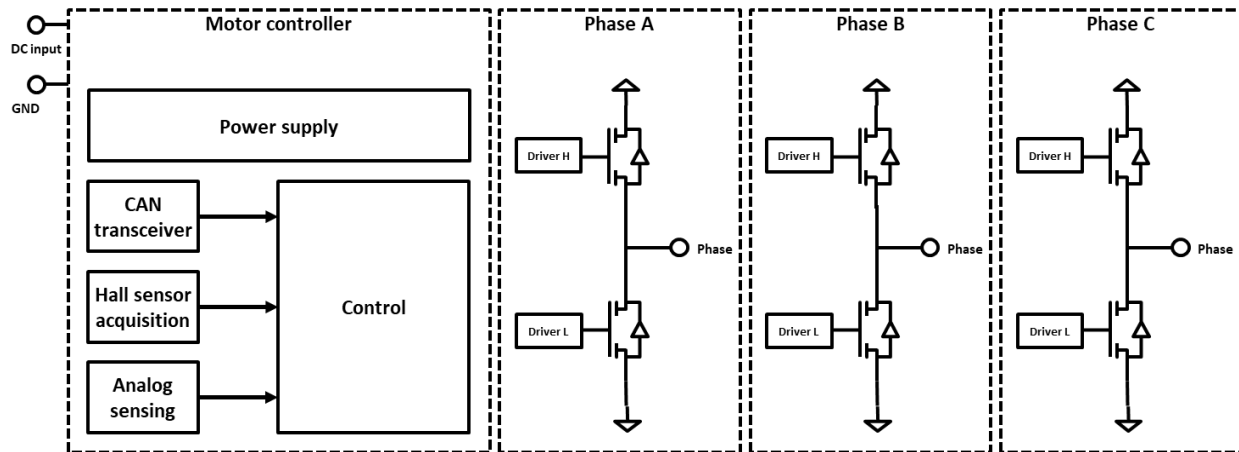 Motor controller
DC input
GND
Power supply
CAN
transceiver
Hall sensor
acquisition
Analog
sensing
Control
Phase A
Driver H
Phase
Driver L
Phase B
Driver H
Phase
Driver L
Phase C
Driver H
Phase
Driver L